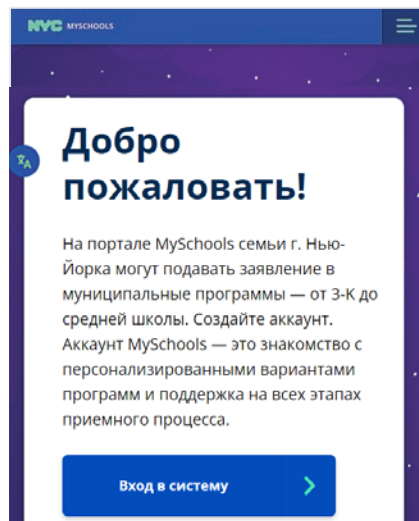 NYC MYSCHOOLS
Добро
пожаловать!
На портале MySchools семьи г. Нью-
Йорка могут подавать заявление в
муниципальные программы — от 3-K до
средней школы. Создайте аккаунт.
Аккаунт MySchools — это знакомство с
персонализированными вариантами
программ и поддержка на всех этапах
приемного процесса.
Вход в систему